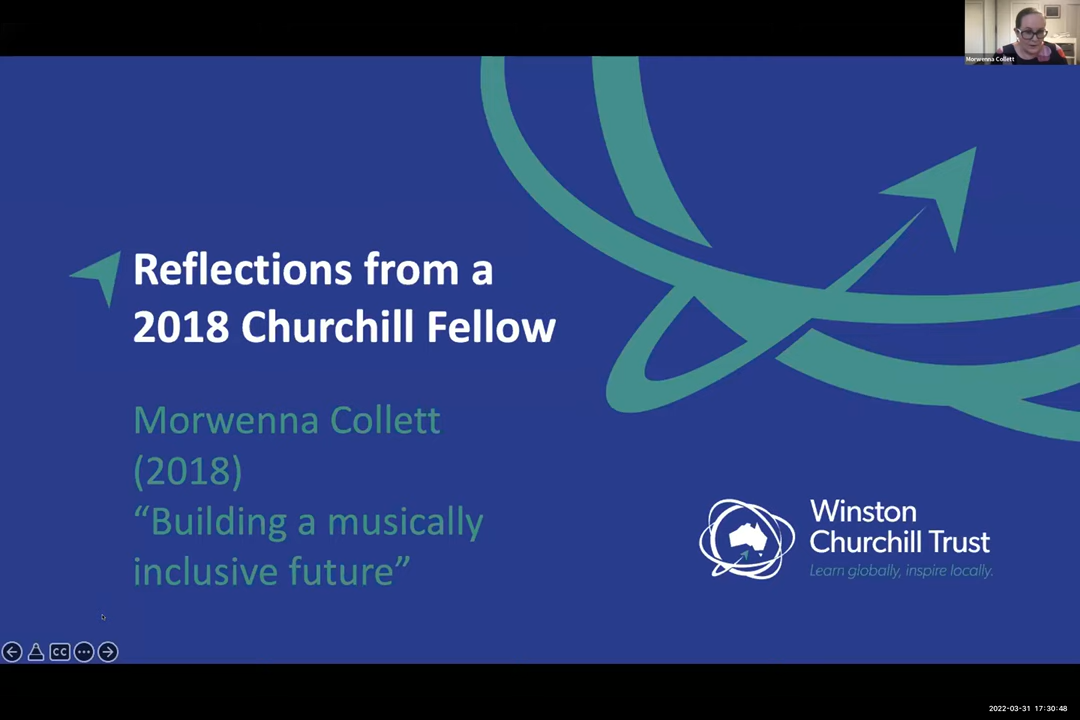 Morwenna Collett
Reflections from a
2018 Churchill Fellow
Morwenna Collett
(2018)
“Building a musically
inclusive future”
Winston
Churchill Trust
Learn globally, inspire locally.
CC
2022-03-31 17:30:48